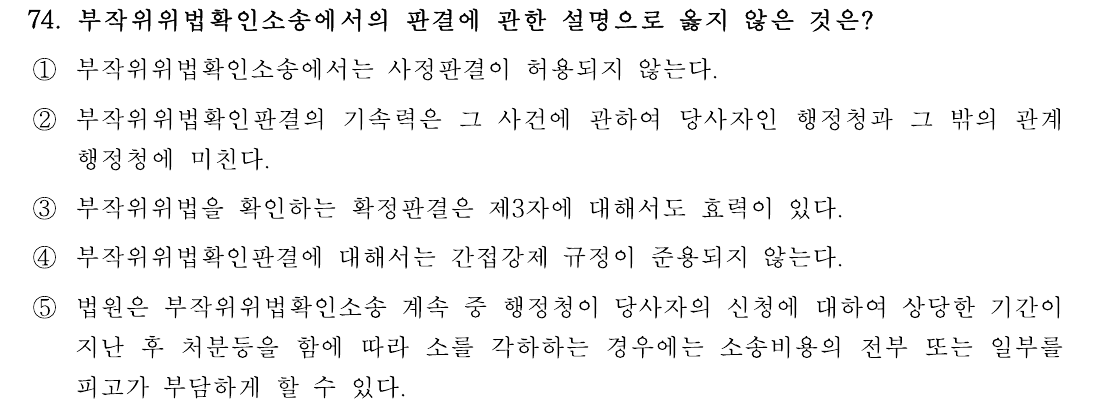 74. 부작위위법확인소송에서의 판결에 관한 설명으로 옳지 않은 것은?
① 부작위위법확인소송에서는 사정판결이 허용되지 않는다.
② 부작위위법확인판결의 기속력은 그 사건에 관하여 당사자인 행정청과 그 밖의 관계
행정청에 미친다.
③ 부작위위법을 확인하는 확정판결은 제3자에 대해서도 효력이 있다.
④ 부작위위법확인판결에 대해서는 간접강제 규정이 준용되지 않는다.
⑤ 법원은 부작위위법확인소송 계속 중 행정청이 당사자의 신청에 대하여 상당한 기간이
지난 후 처분등을 함에 따라 소를 각하하는 경우에는 소송비용의 전부 또는 일부를
피고가 부담하게 할 수 있다.